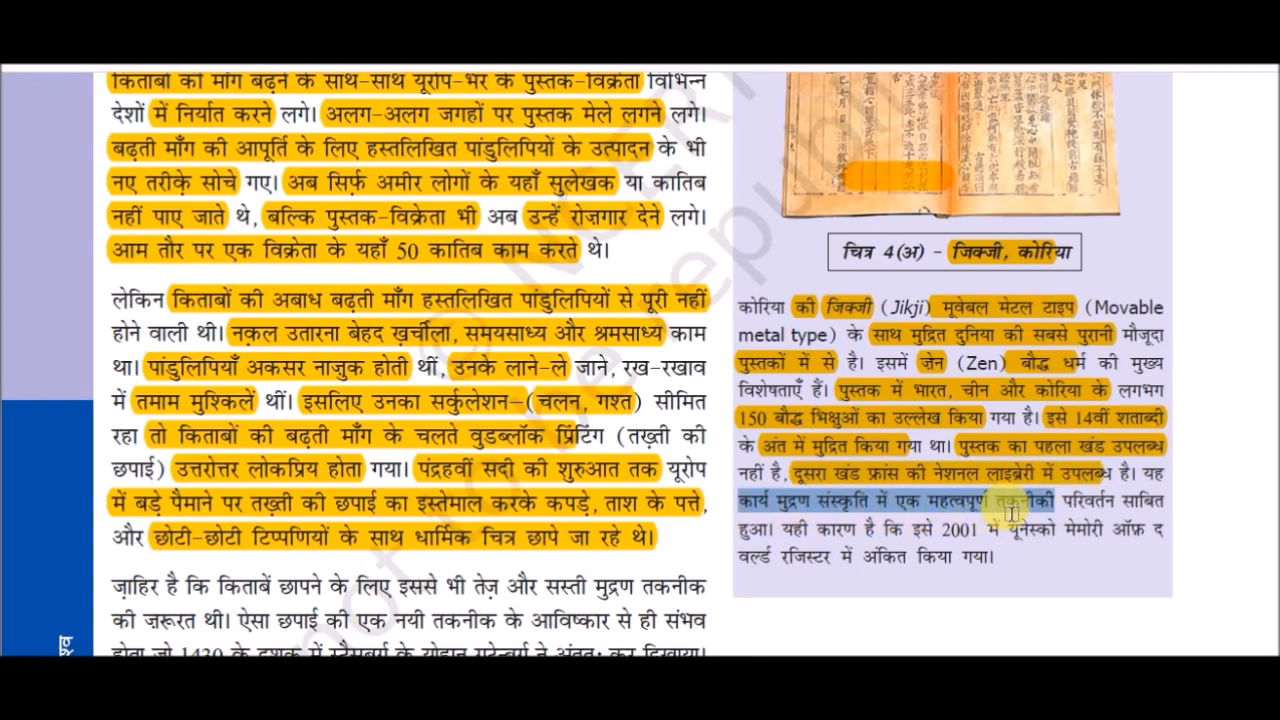 किताबों की माँग बढ़ने के साथ-साथ यूरोप-भर के पुस्तक-विक्रेता विभिन्न
देशों में निर्यात करने लगे। अलग-अलग जगहों पर पुस्तक मेले लगने लगे।
बढ़ती माँग की आपूर्ति के लिए हस्तलिखित पांडुलिपियों के उत्पादन के भी
नए तरीक़े सोचे गए। अब सिर्फ़ अमीर लोगों के यहाँ सुलेखक या कातिब
नहीं पाए जाते थे, बल्कि पुस्तक-विक्रेता भी अब उन्हें रोज़गार देने लगे।
आम तौर पर एक विक्रेता के यहाँ 50 कातिब काम करते थे।
लेकिन किताबों की अबाध बढ़ती माँग हस्तलिखित पांडुलिपियों से पूरी नहीं
होने वाली थी। नक़ल उतारना बेहद ख़र्चीला, समयसाध्य और श्रमसाध्य काम
था। पांडुलिपियाँ अकसर नाजुक होती थीं, उनके लाने-ले जाने, रख-रखाव
में तमाम मुश्किलें थीं। इसलिए उनका सर्कुलेशन-(चलन, गश्त) सीमित
रहा तो किताबों की बढ़ती माँग के चलते वुडब्लॉक प्रिंटिंग (तख़्ती की
छपाई) उत्तरोत्तर लोकप्रिय होता गया। पंद्रहवीं सदी की शुरुआत तक यूरोप
में बड़े पैमाने पर तख़्ती की छपाई का इस्तेमाल करके कपड़े, ताश के पत्ते,
और छोटी-छोटी टिप्पणियों के साथ धार्मिक चित्र छापे जा रहे थे।
ज़ाहिर है कि किताबें छापने के लिए इससे भी तेज़ और सस्ती मुद्रण तकनीक
की जरूरत थी। ऐसा छपाई की एक नयी तकनीक के आविष्कार से ही संभव
होता जो 1430 के दशक में स्ट्रैसबर्ग के योहान गुटेन्बर्ग ने अंततः कर दिखाया।
चित्र 4(अ) - जिक्जी, कोरिया
कोरिया की जिक्जी (Jikji) मूवेबल मेटल टाइप (Movable
metal type) के साथ मुद्रित दुनिया की सबसे पुरानी मौजूदा
पुस्तकों में से है। इसमें ज़ेन (Zen) बौद्ध धर्म की मुख्य
विशेषताएँ हैं। पुस्तक में भारत, चीन और कोरिया के लगभग
150 बौद्ध भिक्षुओं का उल्लेख किया गया है। इसे 14वीं शताब्दी
के अंत में मुद्रित किया गया था। पुस्तक का पहला खंड उपलब्ध
नहीं है, दूसरा खंड फ्रांस की नेशनल लाइब्रेरी में उपलब्ध है। यह
कार्य मुद्रण संस्कृति में एक महत्वपूर्ण तकनीकी परिवर्तन साबित
हुआ। यही कारण है कि इसे 2001 में यूनेस्को मेमोरी ऑफ़ द
वर्ल्ड रजिस्टर में अंकित किया गया।